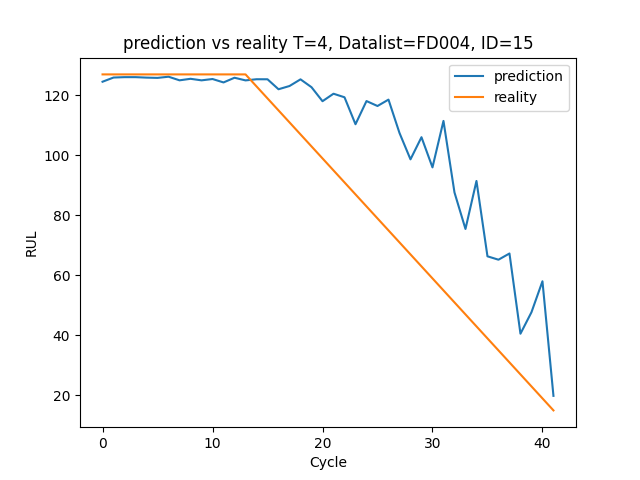 prediction vs reality T=4, Datalist=FD004, ID=15
prediction
reality
120
100
80
60
40
20
RUL
0 10 20 30 40
Cycle